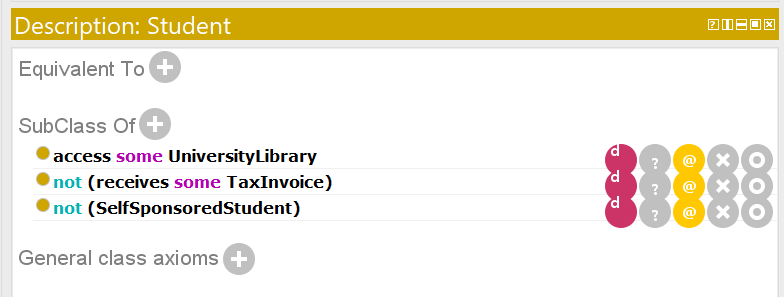 Description: Student
Equivalent To
SubClass Of
access some UniversityLibrary
not (receives some TaxInvoice)
not (SelfSponsoredStudent)
General class axioms